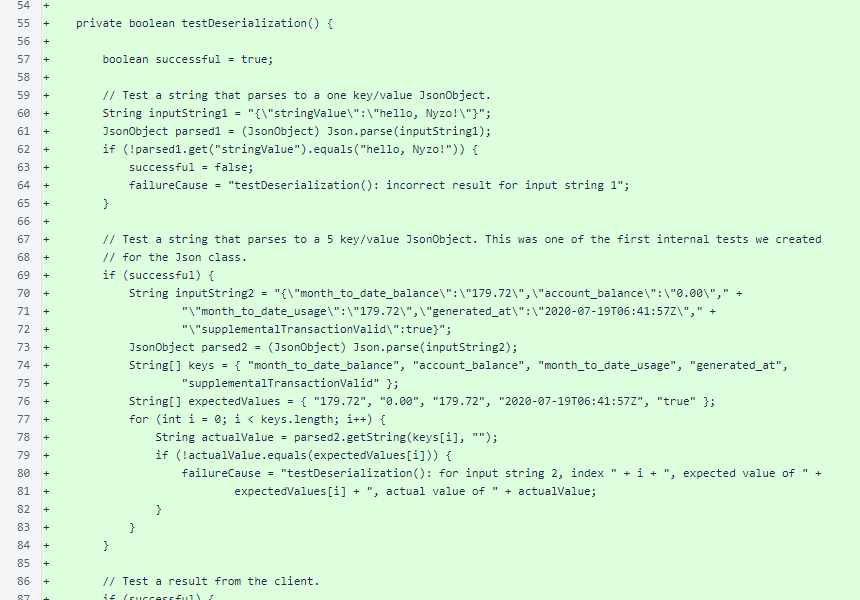 54 +
55 + private boolean testDeserialization() {
56 +
57 + boolean successful = true;
58 +
59 + // Test a string that parses to a one key/value JsonObject.
60 + String inputString1 = "{\"stringValue\":\"hello, Nyzo!\"}";
61 + JsonObject parsed1 = (JsonObject) Json.parse(inputString1);
62 + if (!parsed1.get("stringValue").equals("hello, Nyzo!")) {
63 + successful = false;
64 + failureCause = "testDeserialization(): incorrect result for input string 1";
65 + }
66 +
67 + // Test a string that parses to a 5 key/value JsonObject. This was one of the first internal tests we created
68 + // for the Json class.
69 + if (successful) {
70 + String inputString2 = "{\"month_to_date_balance\":\"179.72\",\"account_balance\":\"0.00\"," +
71 + "\"month_to_date_usage\":\"179.72\",\"generated_at\":\"2020-07-19T06:41:57Z\"," +
72 + "\"supplementalTransactionValid\":true}";
73 + JsonObject parsed2 = (JsonObject) Json.parse(inputString2);
74 + String[] keys = { "month_to_date_balance", "account_balance", "month_to_date_usage", "generated_at",
75 + "supplementalTransactionValid" };
76 + String[] expectedValues = { "179.72", "0.00", "179.72", "2020-07-19T06:41:57Z", "true" };
77 + for (int i = 0; i < keys.length; i++) {
78 + String actualValue = parsed2.getString(keys[i], "");
79 + if (!actualValue.equals(expectedValues[i])) {
80 + failureCause = "testDeserialization(): for input string 2, index " + i + ", expected value of " +
81 + expectedValues[i] + ", actual value of " + actualValue;
82 + }
83 + }
84 + }
85 +
86 + // Test a result from the client.
87 + if (successful) {